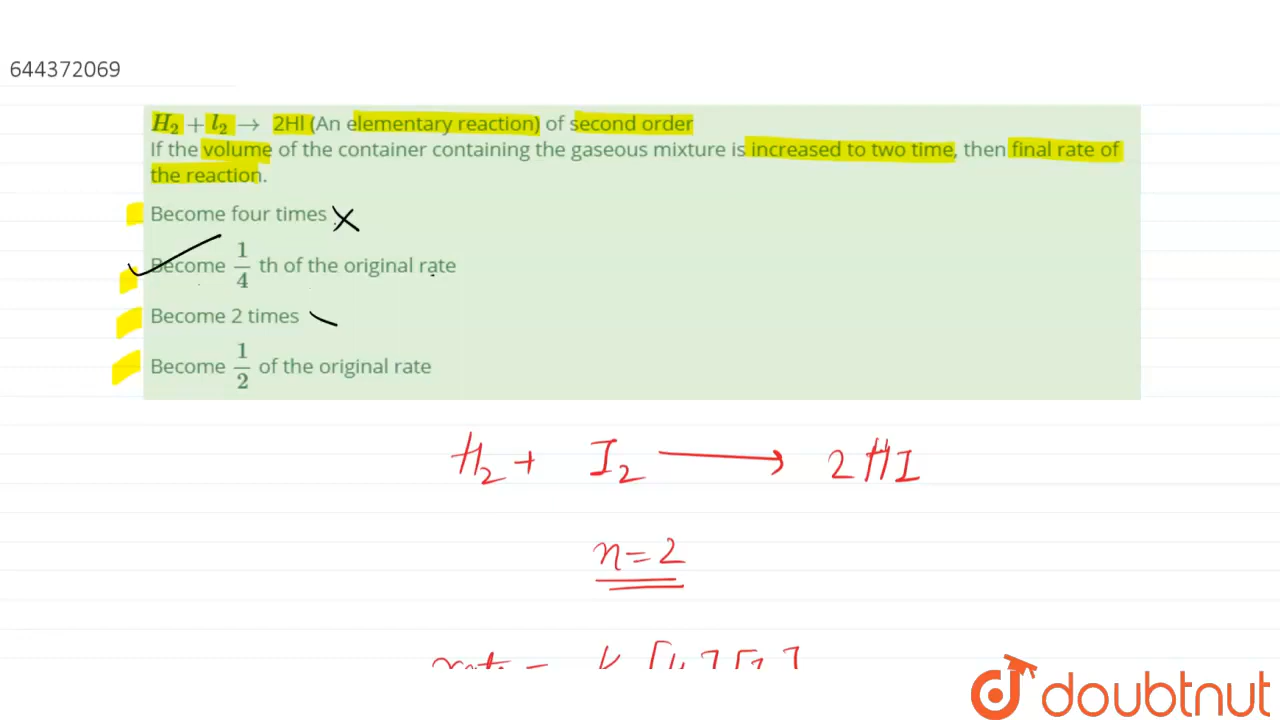 644372069
H₂ + l₂ → 2Hl (An elementary reaction) of second order
If the volume of the container containing the gaseous mixture is increased to two time, then final rate of
the reaction.
Become four times
Become 1/4 th of the original rate
Become 2 times
Become 1/2 of the original rate
H₂ + I₂ ⟶ 2HI
n=2
doubtnut